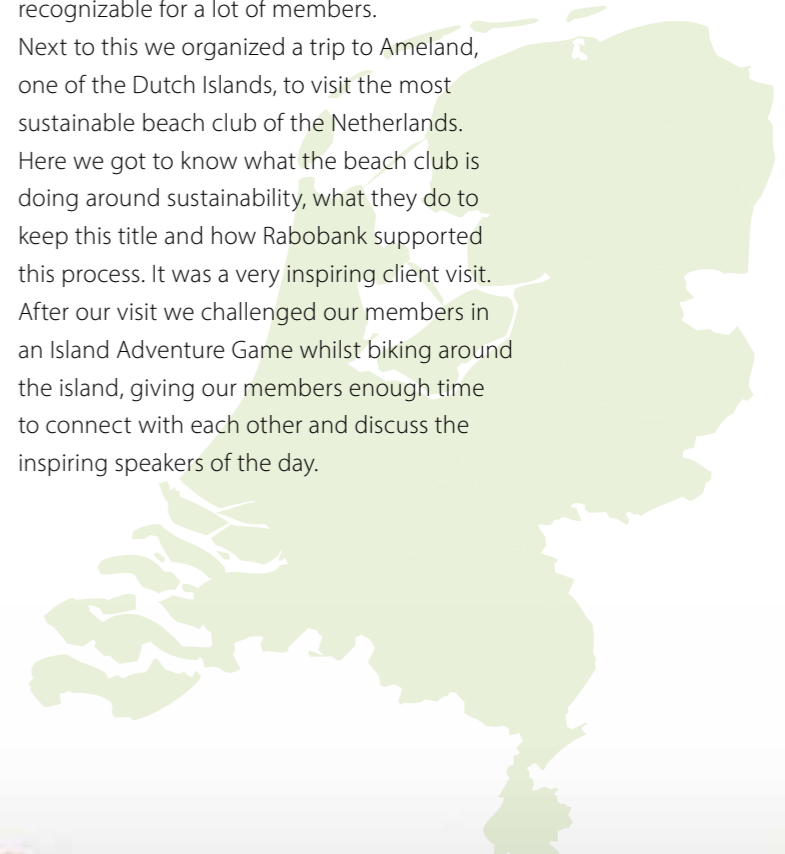 recognizable for a lot of members.
Next to this we organized a trip to Ameland,
one of the Dutch Islands, to visit the most
sustainable beach club of the Netherlands.
Here we got to know what the beach club is
doing around sustainability, what they do to
keep this title and how Rabobank supported
this process. It was a very inspiring client visit.
After our visit we challenged our members in
an Island Adventure Game whilst biking around
the island, giving our members enough time
to connect with each other and discuss the
inspiring speakers of the day.